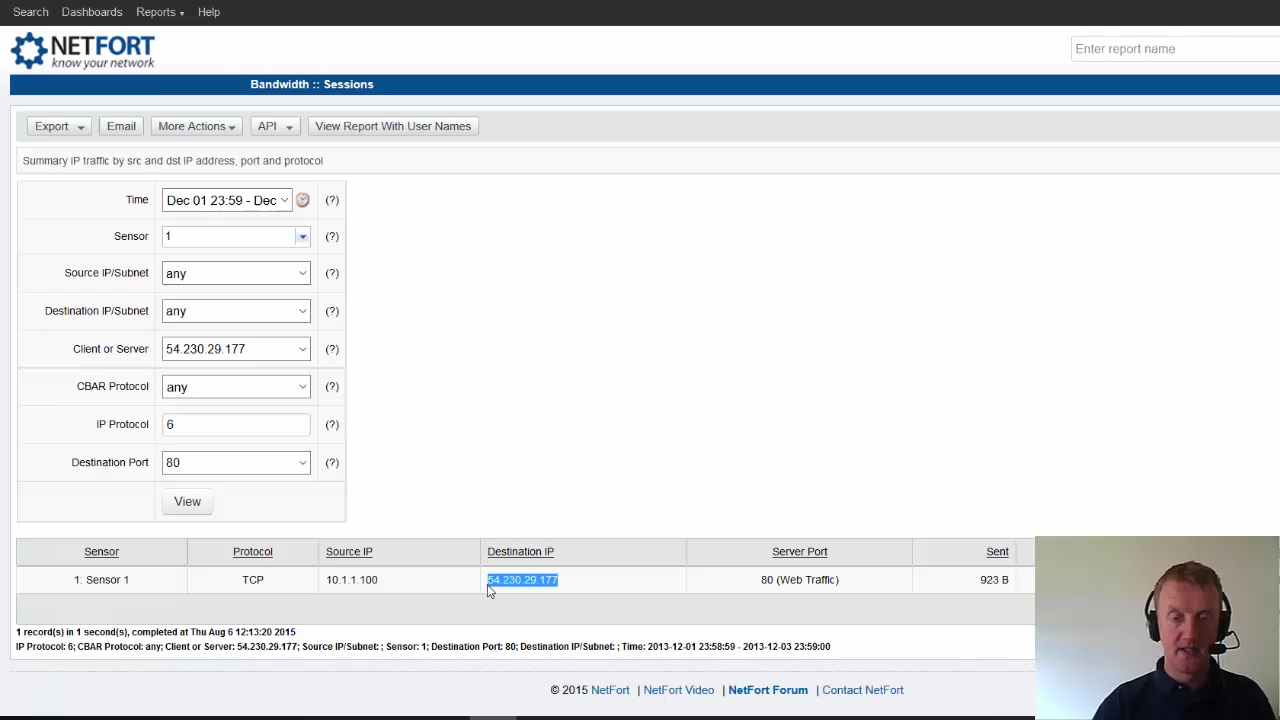 Search Dashboards Reports Help
NETFORT
know your network
Enter report name
Bandwidth :: Sessions
Export Email More Actions API View Report With User Names
Summary IP traffic by src and dst IP address, port and protocol
Time Dec 01 23:59 - Dec (?)
Sensor 1 (?)
Source IP/Subnet any (?)
Destination IP/Subnet any (?)
Client or Server 54.230.29.177 (?)
CBAR Protocol any (?)
IP Protocol 6 (?)
Destination Port 80 (?)
View
Sensor Protocol Source IP Destination IP Server Port Sent
1: Sensor 1 TCP 10.1.1.100 54.230.29.177 80 (Web Traffic) 923 B
1 record(s) in 1 second(s), completed at Thu Aug 6 12:13:20 2015
IP Protocol: 6; CBAR Protocol: any; Client or Server: 54.230.29.177; Source IP/Subnet: ; Sensor: 1; Destination Port: 80; Destination IP/Subnet: ; Time: 2013-12-01 23:58:59 - 2013-12-03 23:59:00
© 2015 NetFort | NetFort Video | NetFort Forum | Contact NetFort